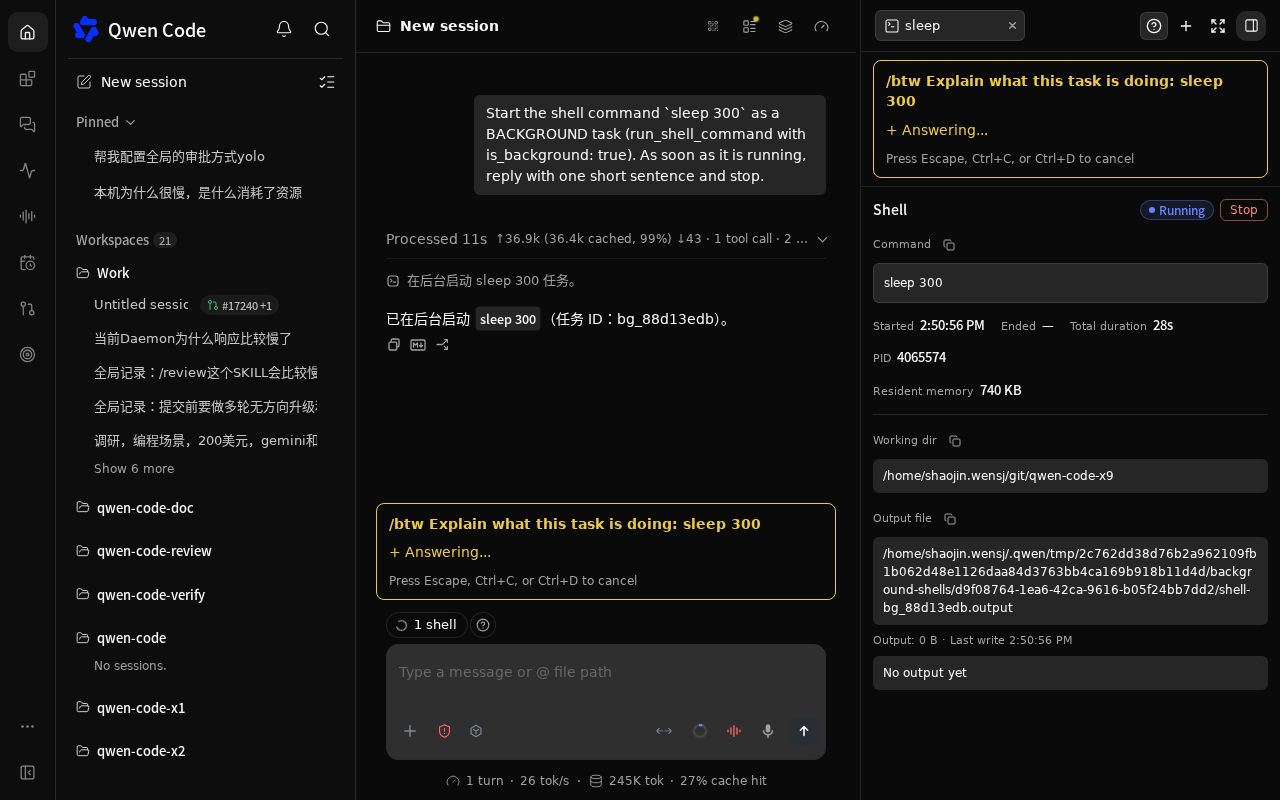 Qwen Code
New session
Pinned
帮我配置全局的审批方式yolo
本机为什么很慢，是什么消耗了资源
Workspaces 21
Work
Untitled sessic #17240 +1
当前Daemon为什么响应比较慢了
全局记录：/review这个SKILL会比较慢
全局记录：提交前要做多轮无方向升级
调研，编程场景，200美元，gemini和
Show 6 more
qwen-code-doc
qwen-code-review
qwen-code-verify
qwen-code
No sessions.
qwen-code-x1
qwen-code-x2
New session
Start the shell command `sleep 300` as a
BACKGROUND task (run_shell_command with
is_background: true). As soon as it is running,
reply with one short sentence and stop.
Processed 11s ↑36.9k (36.4k cached, 99%) ↓43 · 1 tool call · 2 ...
在后台启动 sleep 300 任务。
已在后台启动 sleep 300 （任务 ID：bg_88d13edb）。
/btw Explain what this task is doing: sleep 300
+ Answering...
Press Escape, Ctrl+C, or Ctrl+D to cancel
1 shell
Type a message or @ file path
1 turn · 26 tok/s · 245K tok · 27% cache hit
sleep
/btw Explain what this task is doing: sleep
300
+ Answering...
Press Escape, Ctrl+C, or Ctrl+D to cancel
Shell Running Stop
Command
sleep 300
Started 2:50:56 PM Ended — Total duration 28s
PID 4065574
Resident memory 740 KB
Working dir
/home/shaojin.wensj/git/qwen-code-x9
Output file
/home/shaojin.wensj/.qwen/tmp/2c762dd38d76b2a962109fb
1b062d48e1126daa84d3763bb4ca169b918b11d4d/backgr
ound-shells/d9f08764-1ea6-42ca-9616-b05f24bb7dd2/shell-
bg_88d13edb.output
Output: 0 B · Last write 2:50:56 PM
No output yet